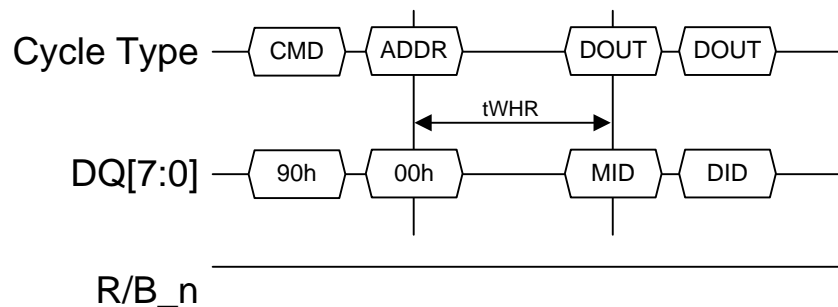 Cycle Type CMD ADDR DOUT DOUT
tWHR
DQ[7:0] 90h 00h MID DID
R/B_n